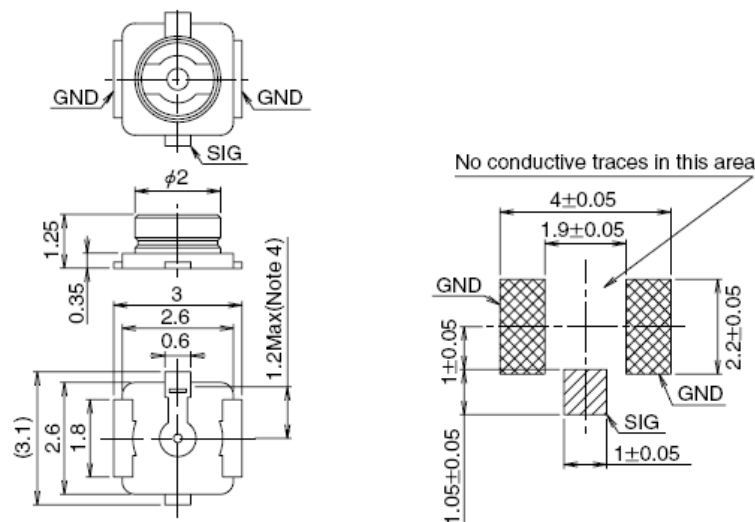 GND
GND
SIG
ϕ2
1.25
0.35
3
2.6
0.6
1.2Max(Note 4)
(3.1)
2.6
1.8
No conductive traces in this area
4±0.05
1.9±0.05
GND
2.2±0.05
1±0.05
GND
SIG
1±0.05
1.05±0.05